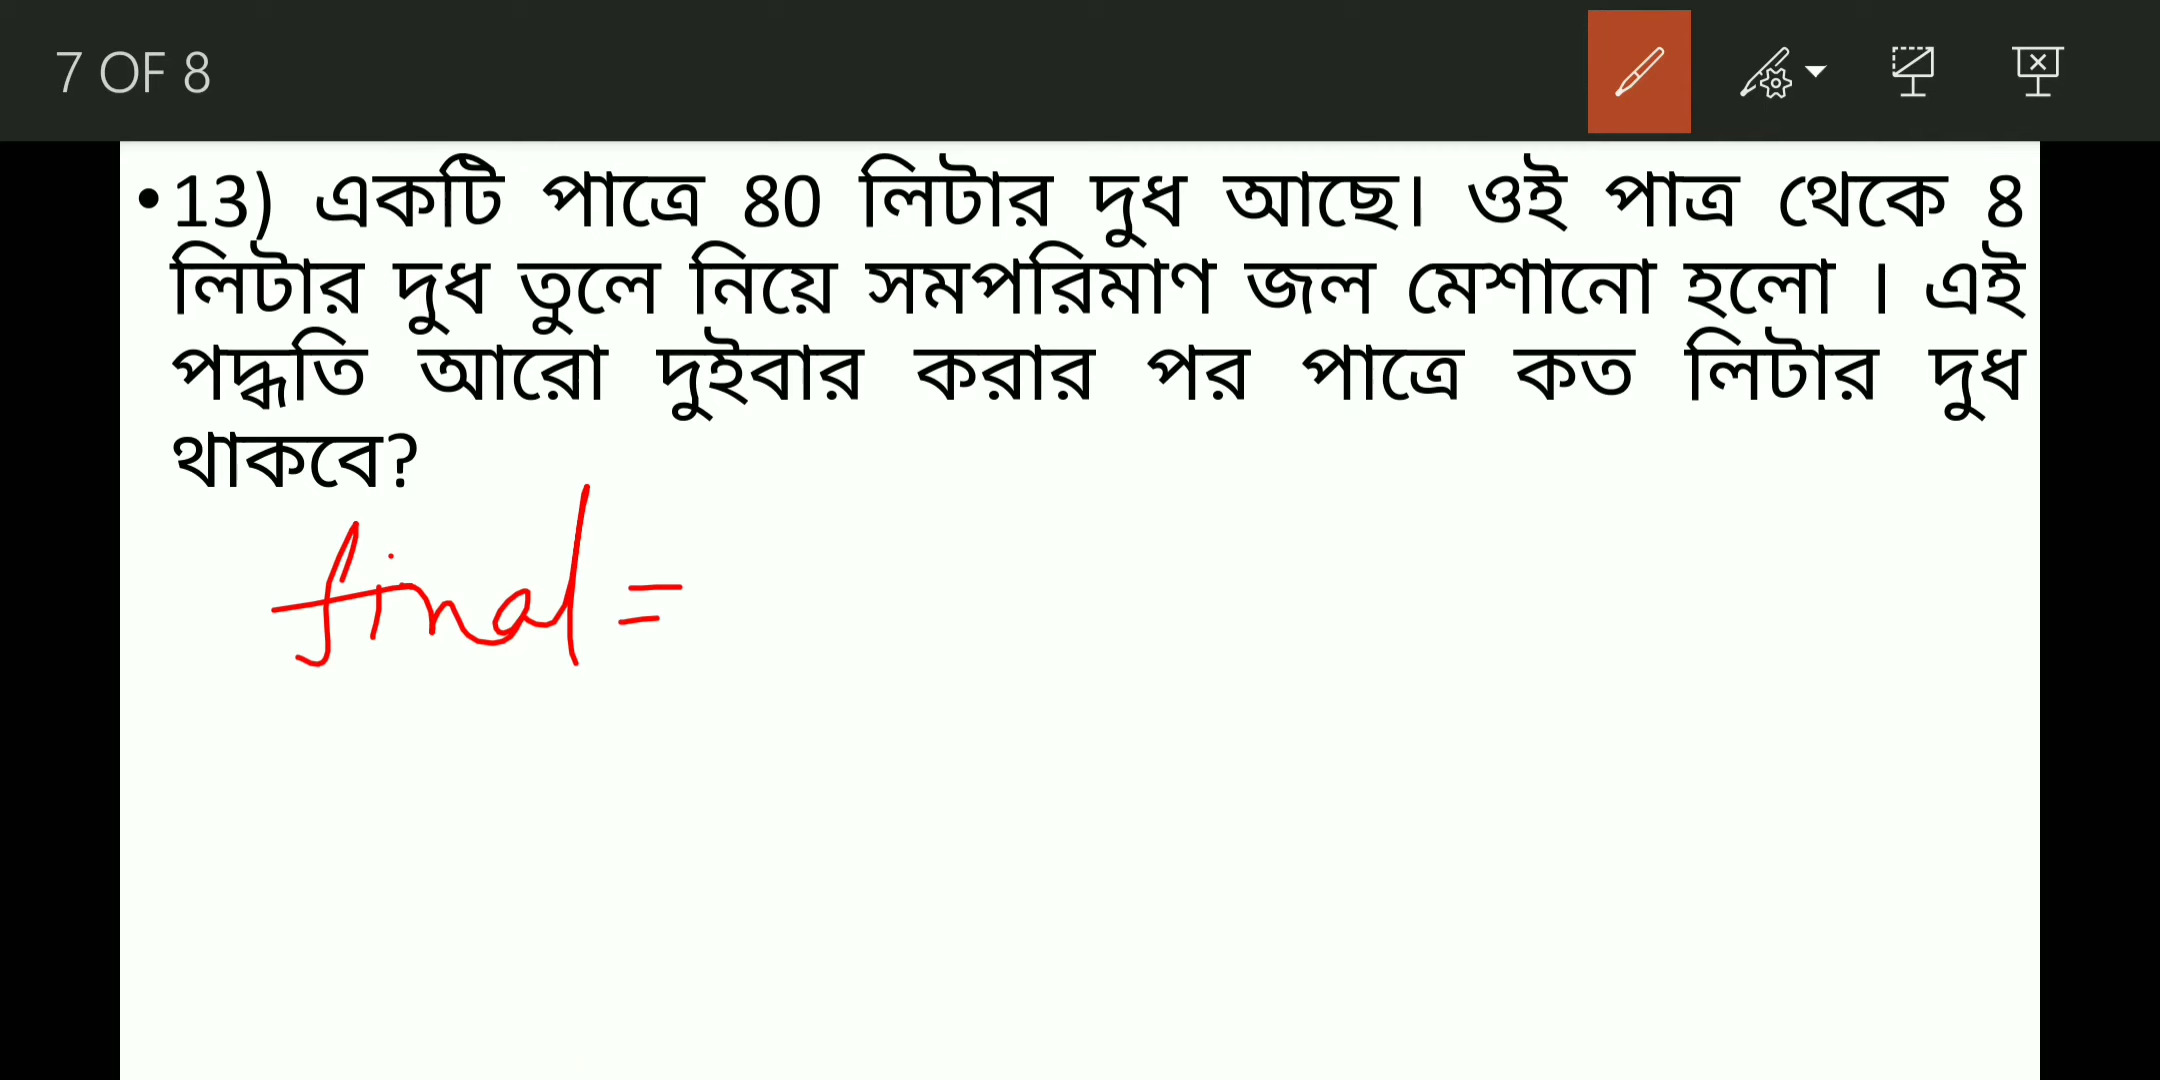 7 OF 8
•13) একটি পাত্রে 80 লিটার দুধ আছে। ওই পাত্র থেকে 8
লিটার দুধ তুলে নিয়ে সমপরিমাণ জল মেশানো হলো । এই
পদ্ধতি আরো দুইবার করার পর পাত্রে কত লিটার দুধ
থাকবে?
final =